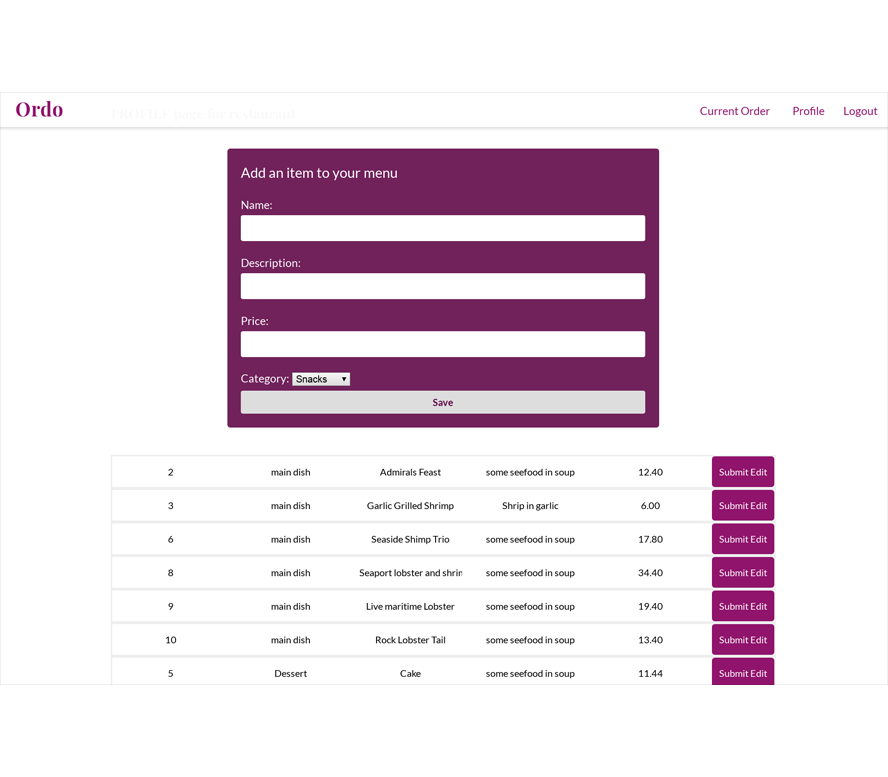 Ordo
PROFILE page for restaurant
Current Order Profile Logout
Add an item to your menu
Name:
Description:
Price:
Category: Snacks
Save
2 main dish Admirals Feast some seefood in soup 12.40 Submit Edit
3 main dish Garlic Grilled Shrimp Shrip in garlic 6.00 Submit Edit
6 main dish Seaside Shimp Trio some seefood in soup 17.80 Submit Edit
8 main dish Seaport lobster and shrin some seefood in soup 34.40 Submit Edit
9 main dish Live maritime Lobster some seefood in soup 19.40 Submit Edit
10 main dish Rock Lobster Tail some seefood in soup 13.40 Submit Edit
5 Dessert Cake some seefood in soup 11.44 Submit Edit